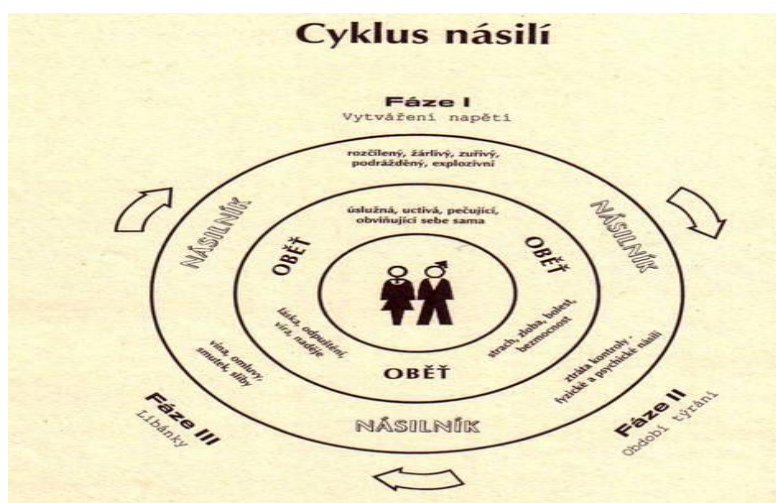 Cyklus násilí
Fáze I
Vytváření napětí
rozčilený, žárlivý, zuřivý,
podrážděný, explozivní
NÁSILNÍK
NÁSILNÍK
úslužná, uctivá, pečující,
obviňující sebe sama
OBĚŤ
OBĚŤ
láska, odpuštění,
víra, naděje
strach, zloba, bolest,
bezmocnost
vina, omluvy,
smutek, sliby
ztráta kontroly -
fyzické a psychické násilí
OBĚŤ
Fáze III
Líbánky
NÁSILNÍK
Fáze II
Období týrání